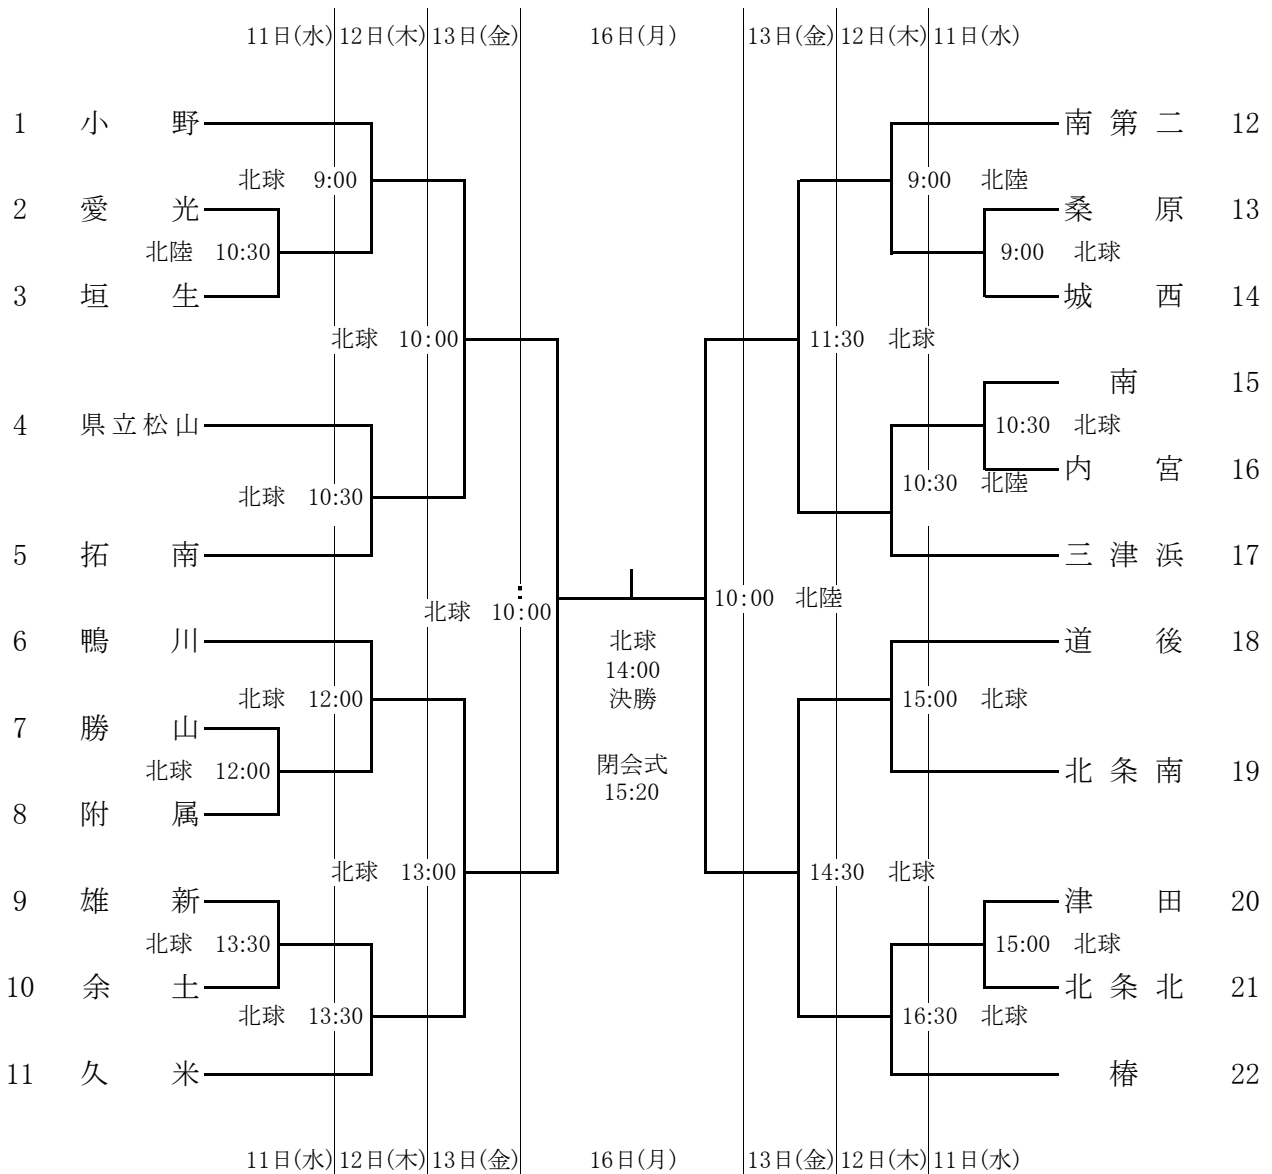 11日(水) 12日(木) 13日(金) 16日(月) 13日(金) 12日(木) 11日(水)
1 小野 南第二 12
北球 9:00 9:00 北陸
2 愛光 桑原 13
北陸 10:30 9:00 北球
3 垣生 城西 14
北球 10:00 11:30 北球
南 15
4 県立松山 10:30 北球
内宮 16
北球 10:30 10:30 北陸
5 拓南 三津浜 17
北球 10:00 10:00 北陸
6 鴨川 北球 道後 18
14:00
北球 12:00 決勝 15:00 北球
7 勝山
閉会式
北球 12:00 北条南 19
15:20
8 附属
北球 13:00 14:30 北球
9 雄新 津田 20
北球 13:30 15:00 北球
10 余土 北条北 21
北球 13:30 16:30 北球
11 久米 椿 22
11日(水) 12日(木) 13日(金) 16日(月) 13日(金) 12日(木) 11日(水)